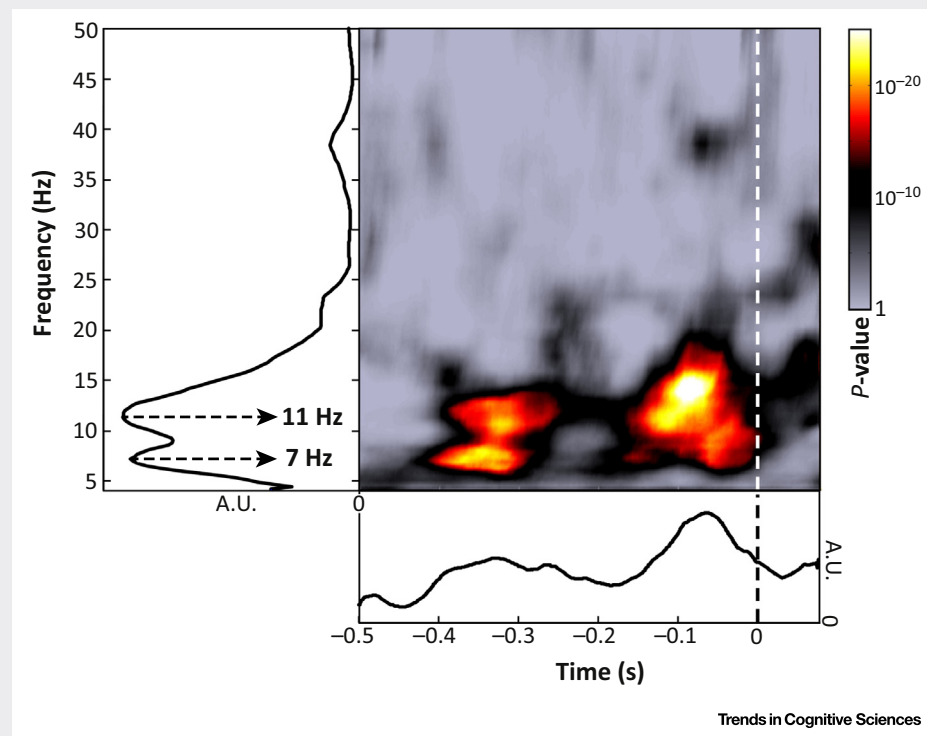 50
45
40
35
30
25
20
15
10
5
Frequency (Hz)
11 Hz
7 Hz
A.U.
0
10–20
10–10
1
P-value
A.U.
0
–0.5
–0.4
–0.3
–0.2
–0.1
0
Time (s)
Trends in Cognitive Sciences